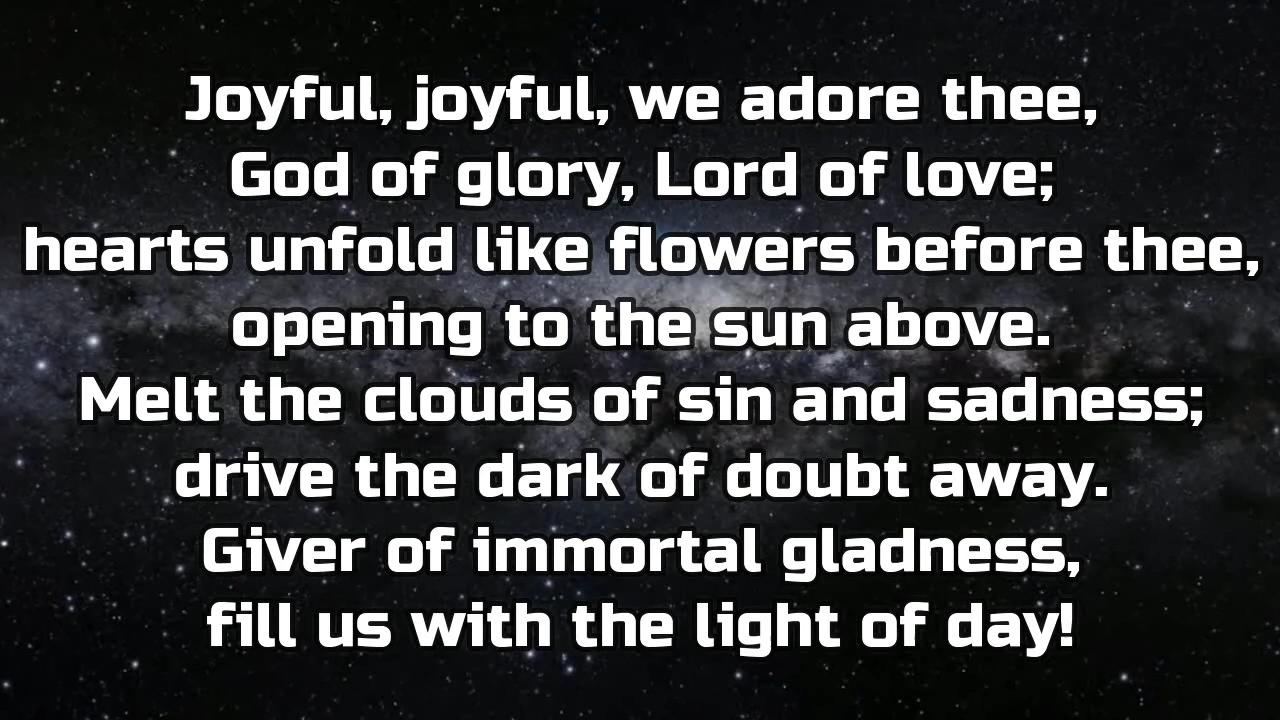 Joyful, joyful, we adore thee,
God of glory, Lord of love;
hearts unfold like flowers before thee,
opening to the sun above.
Melt the clouds of sin and sadness;
drive the dark of doubt away.
Giver of immortal gladness,
fill us with the light of day!